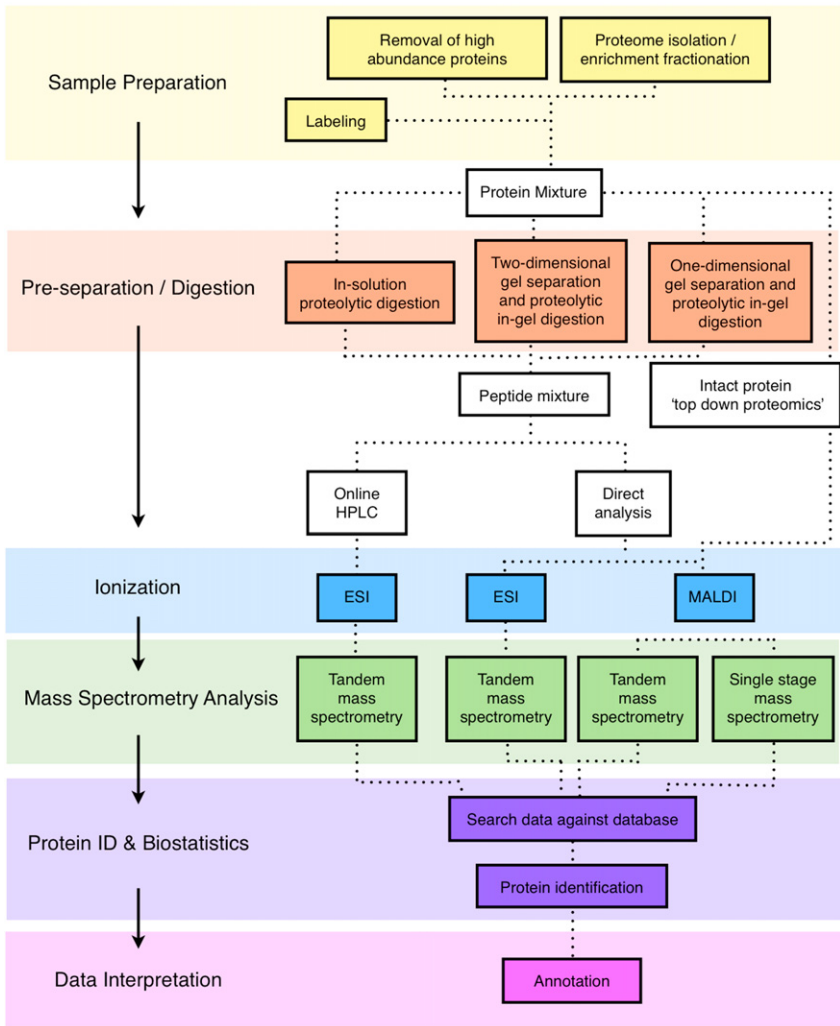 Removal of high
abundance proteins
Proteome isolation /
enrichment fractionation
Sample Preparation
Labeling
Protein Mixture
Pre-separation / Digestion
In-solution
proteolytic digestion
Two-dimensional
gel separation
and proteolytic
in-gel digestion
One-dimensional
gel separation and
proteolytic in-gel
digestion
Peptide mixture
Intact protein
‘top down proteomics’
Online
HPLC
Direct
analysis
Ionization
ESI
ESI
MALDI
Mass Spectrometry Analysis
Tandem
mass
spectrometry
Tandem
mass
spectrometry
Tandem
mass
spectrometry
Single stage
mass
spectrometry
Protein ID & Biostatistics
Search data against database
Protein identification
Data Interpretation
Annotation